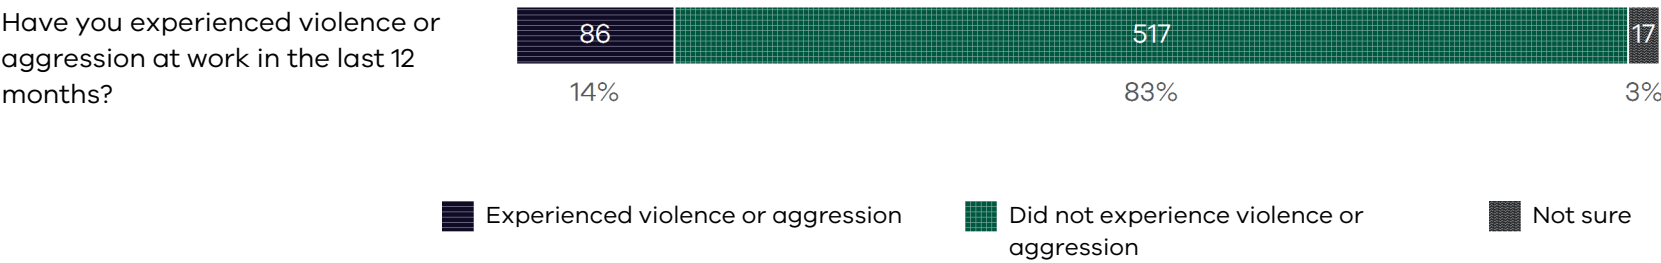 Have you experienced violence or
aggression at work in the last 12
months?
86
517
17
14%
83%
3%
Experienced violence or aggression
Did not experience violence or
aggression
Not sure